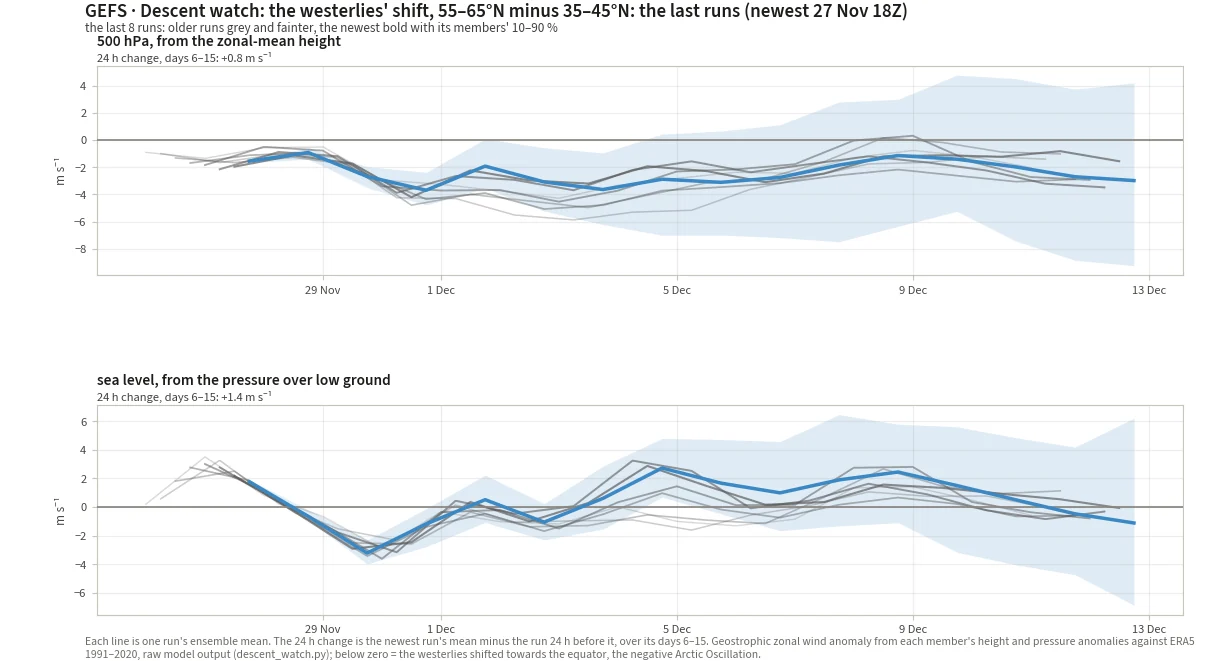 GEFS · Descent watch: the westerlies' shift, 55–65°N minus 35–45°N: the last runs (newest 27 Nov 18Z)
the last 8 runs: older runs grey and fainter, the newest bold with its members' 10–90 %
500 hPa, from the zonal-mean height
24 h change, days 6–15: +0.8 m s⁻¹
4
2
0
−2
−4
−6
−8
m s⁻¹
29 Nov
1 Dec
5 Dec
9 Dec
13 Dec
sea level, from the pressure over low ground
24 h change, days 6–15: +1.4 m s⁻¹
6
4
2
0
−2
−4
−6
m s⁻¹
29 Nov
1 Dec
5 Dec
9 Dec
13 Dec
Each line is one run's ensemble mean. The 24 h change is the newest run's mean minus the run 24 h before it, over its days 6–15. Geostrophic zonal wind anomaly from each member's height and pressure anomalies against ERA5
1991–2020, raw model output (descent_watch.py); below zero = the westerlies shifted towards the equator, the negative Arctic Oscillation.